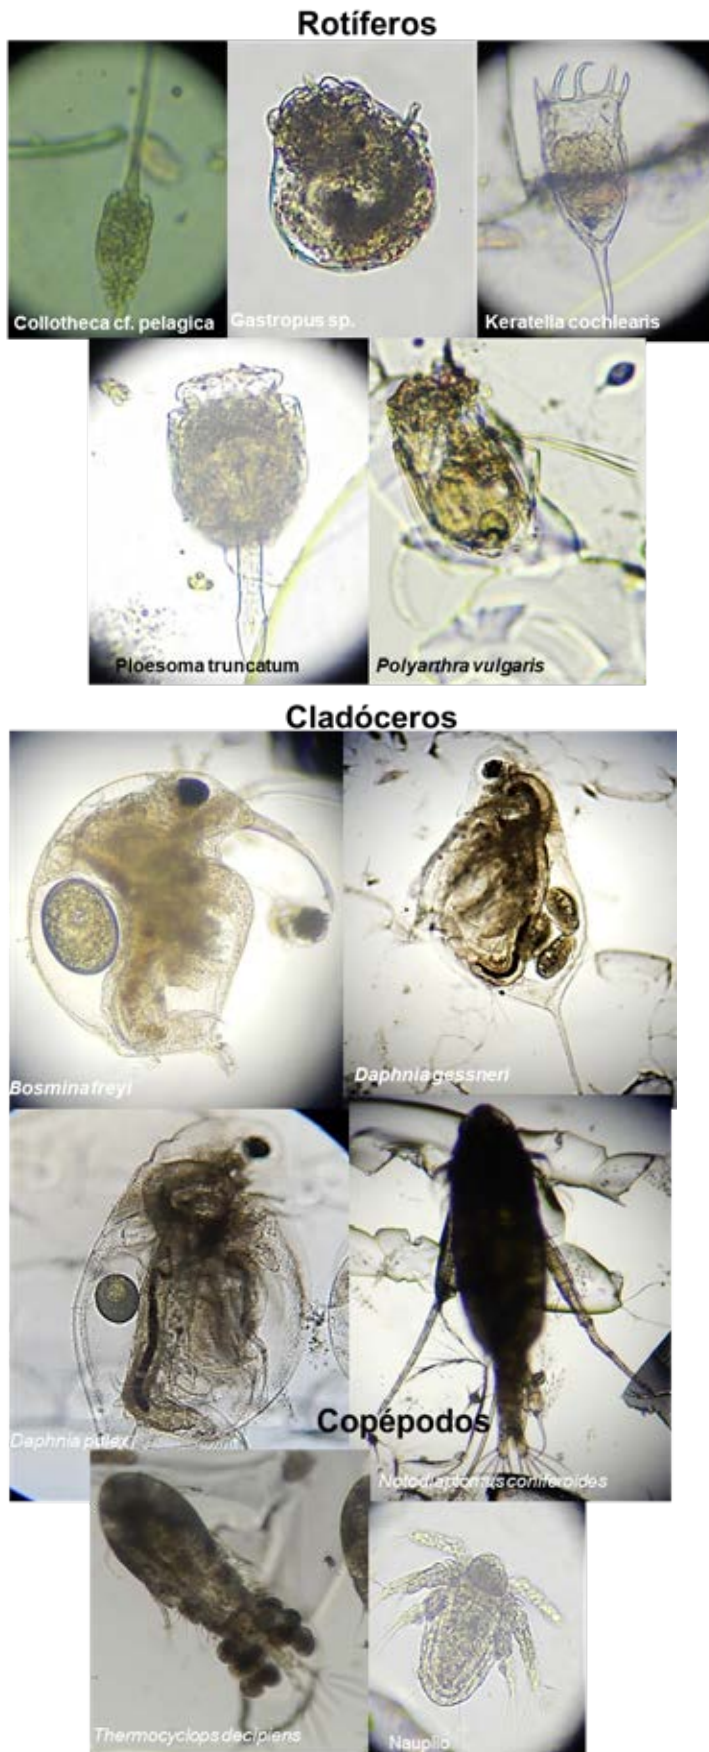 Rotíferos
Collotheca cf. pelagica
Gastropus sp.
Keratella cochlearis
Ploesoma truncatum
Polyarthra vulgaris
Cladóceros
Bosmina freyi
Daphnia gessneri
Daphnia pulex
Copépodos
Notodiaptomus coniferoides
Thermocyclops decipiens
Nauplio